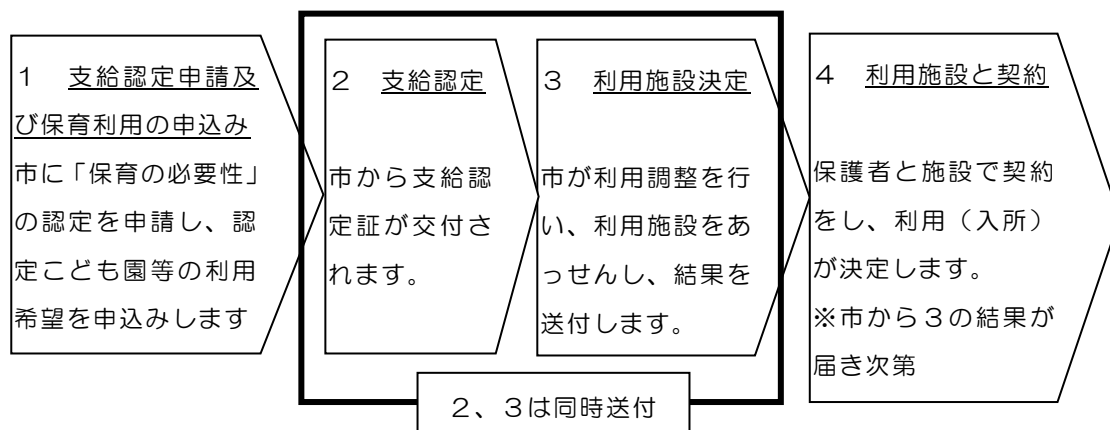 １　支給認定申請及
び保育利用の申込み
市に「保育の必要性」
の認定を申請し、認
定こども園等の利用
希望を申込みします
２　支給認定
市から支給認
定証が交付さ
れます。
３　利用施設決定
市が利用調整を行
い、利用施設をあ
っせんし、結果を
送付します。
４　利用施設と契約
保護者と施設で契約
をし、利用（入所）
が決定します。
※市から３の結果が
届き次第
２、３は同時送付